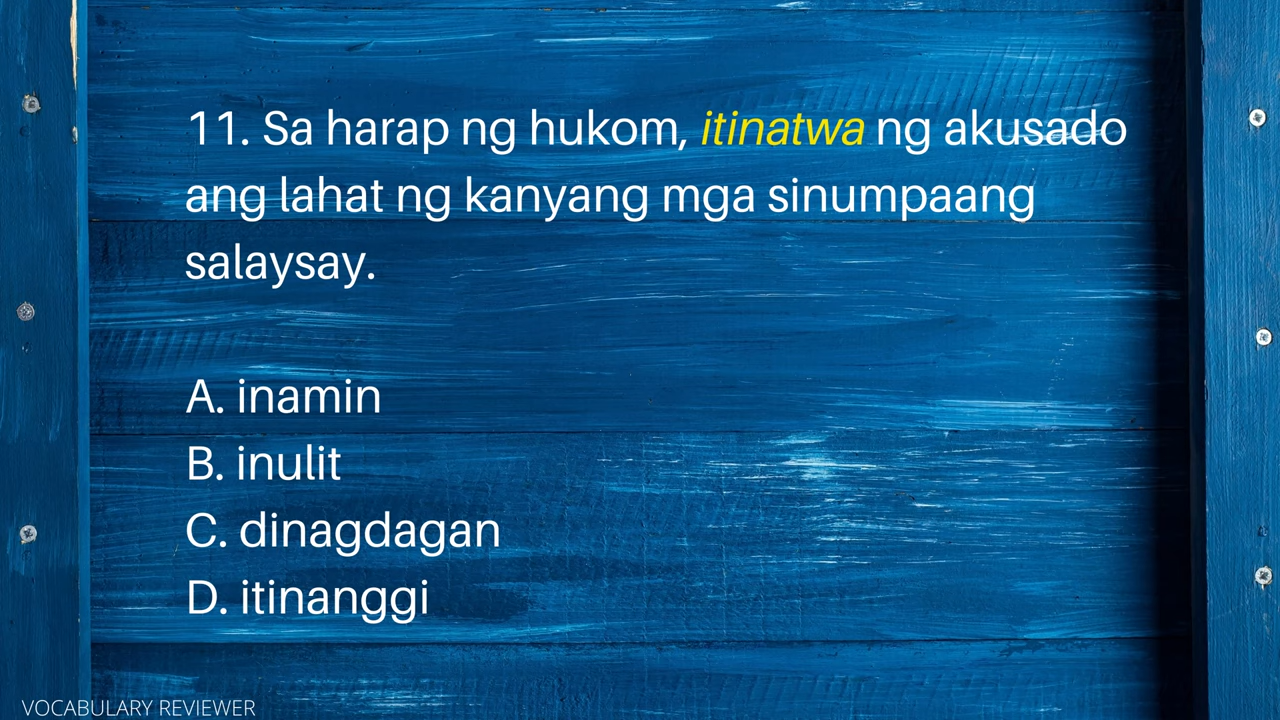 11. Sa harap ng hukom, itinatwa ng akusado
ang lahat ng kanyang mga sinumpaang
salaysay.
A. inamin
B. inulit
C. dinagdagan
D. itinanggi
VOCABULARY REVIEWER